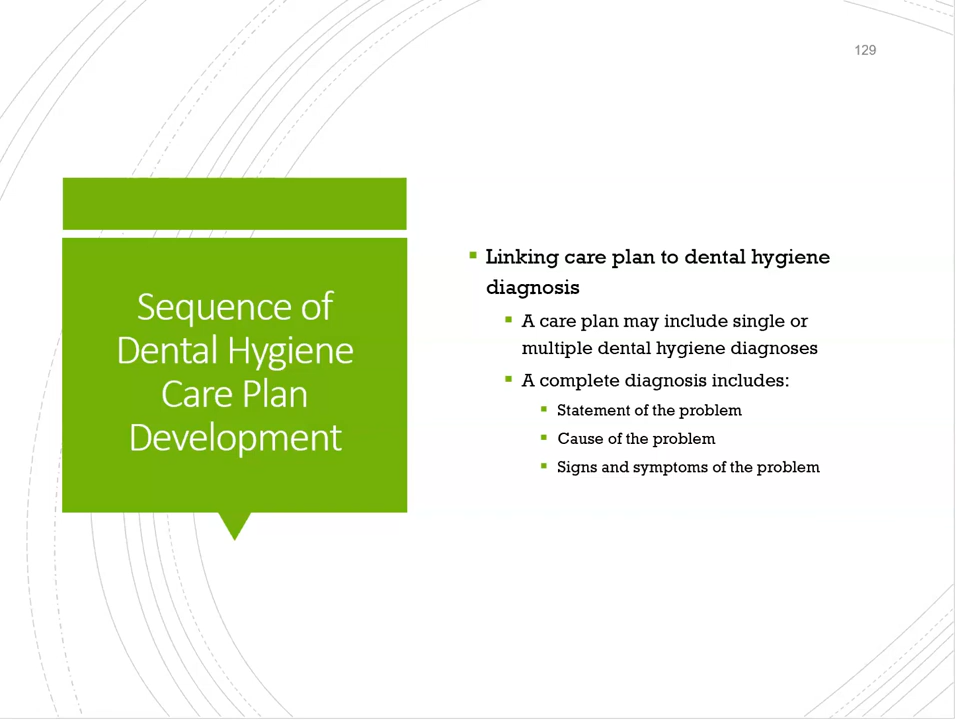 129
Sequence of
Dental Hygiene
Care Plan
Development
Linking care plan to dental hygiene
diagnosis
A care plan may include single or
multiple dental hygiene diagnoses
A complete diagnosis includes:
Statement of the problem
Cause of the problem
Signs and symptoms of the problem